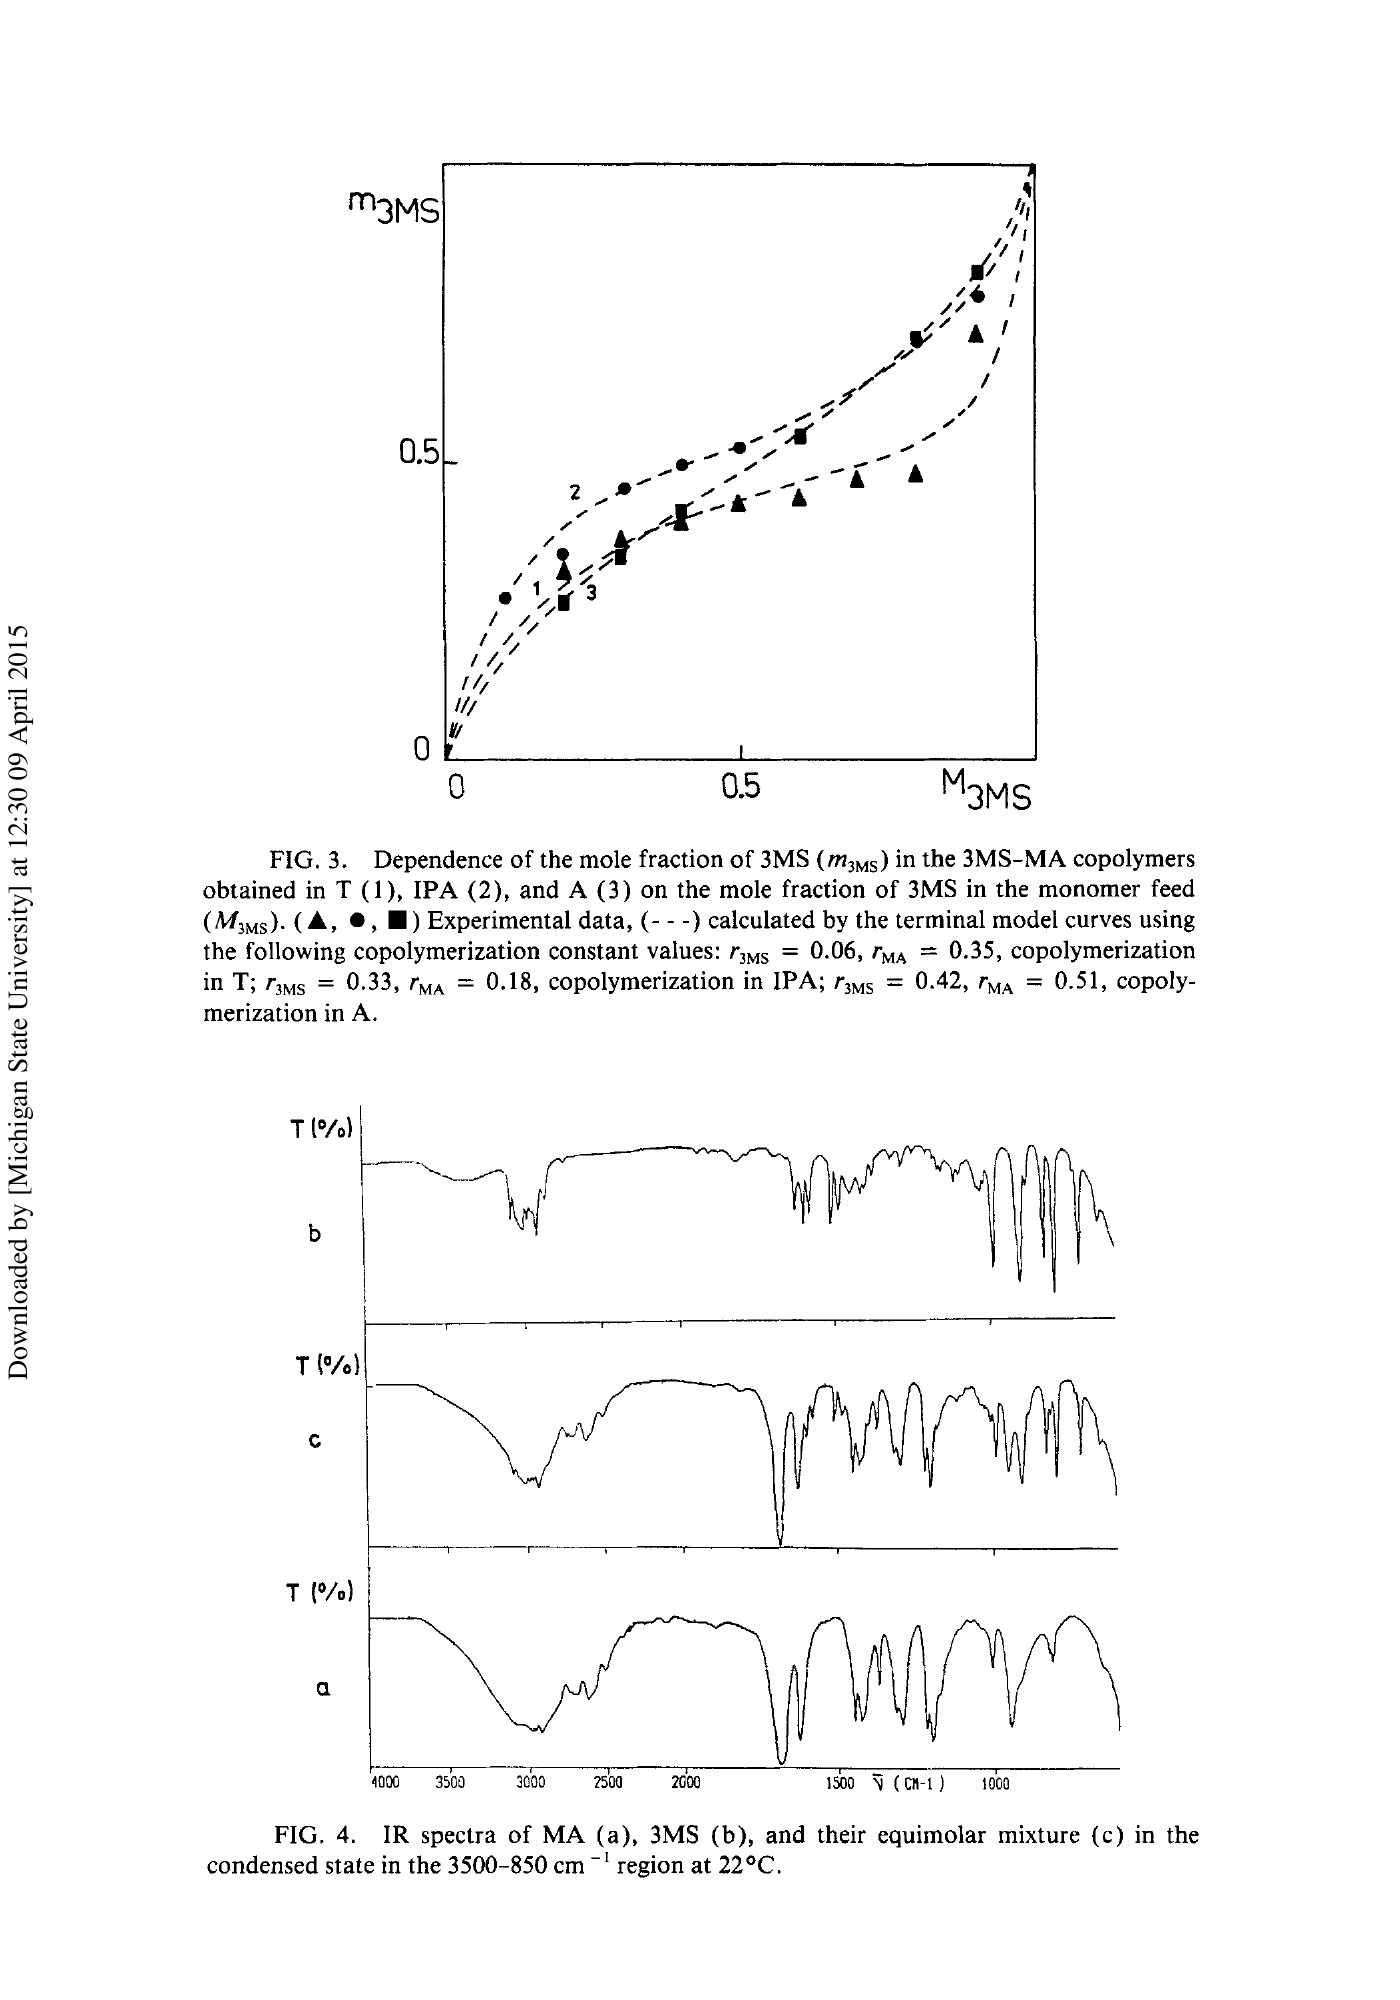 Downloaded by [Michigan State University] at 12:30 09 April 2015
m3MS
0.5
2
1
3
0
0
0.5
M3MS
FIG. 3. Dependence of the mole fraction of 3MS (m3MS) in the 3MS-MA copolymers
obtained in T (1), IPA (2), and A (3) on the mole fraction of 3MS in the monomer feed
(M3MS). (▲, ●, ■) Experimental data, (- - -) calculated by the terminal model curves using
the following copolymerization constant values: r3MS = 0.06, rMA = 0.35, copolymerization
in T; r3MS = 0.33, rMA = 0.18, copolymerization in IPA; r3MS = 0.42, rMA = 0.51, copoly-
merization in A.
T (%)
b
T (%)
c
T (%)
a
4000 3500 3000 2500 2000 1500 ν̄ (CM-1) 1000
FIG. 4. IR spectra of MA (a), 3MS (b), and their equimolar mixture (c) in the
condensed state in the 3500-850 cm⁻¹ region at 22°C.